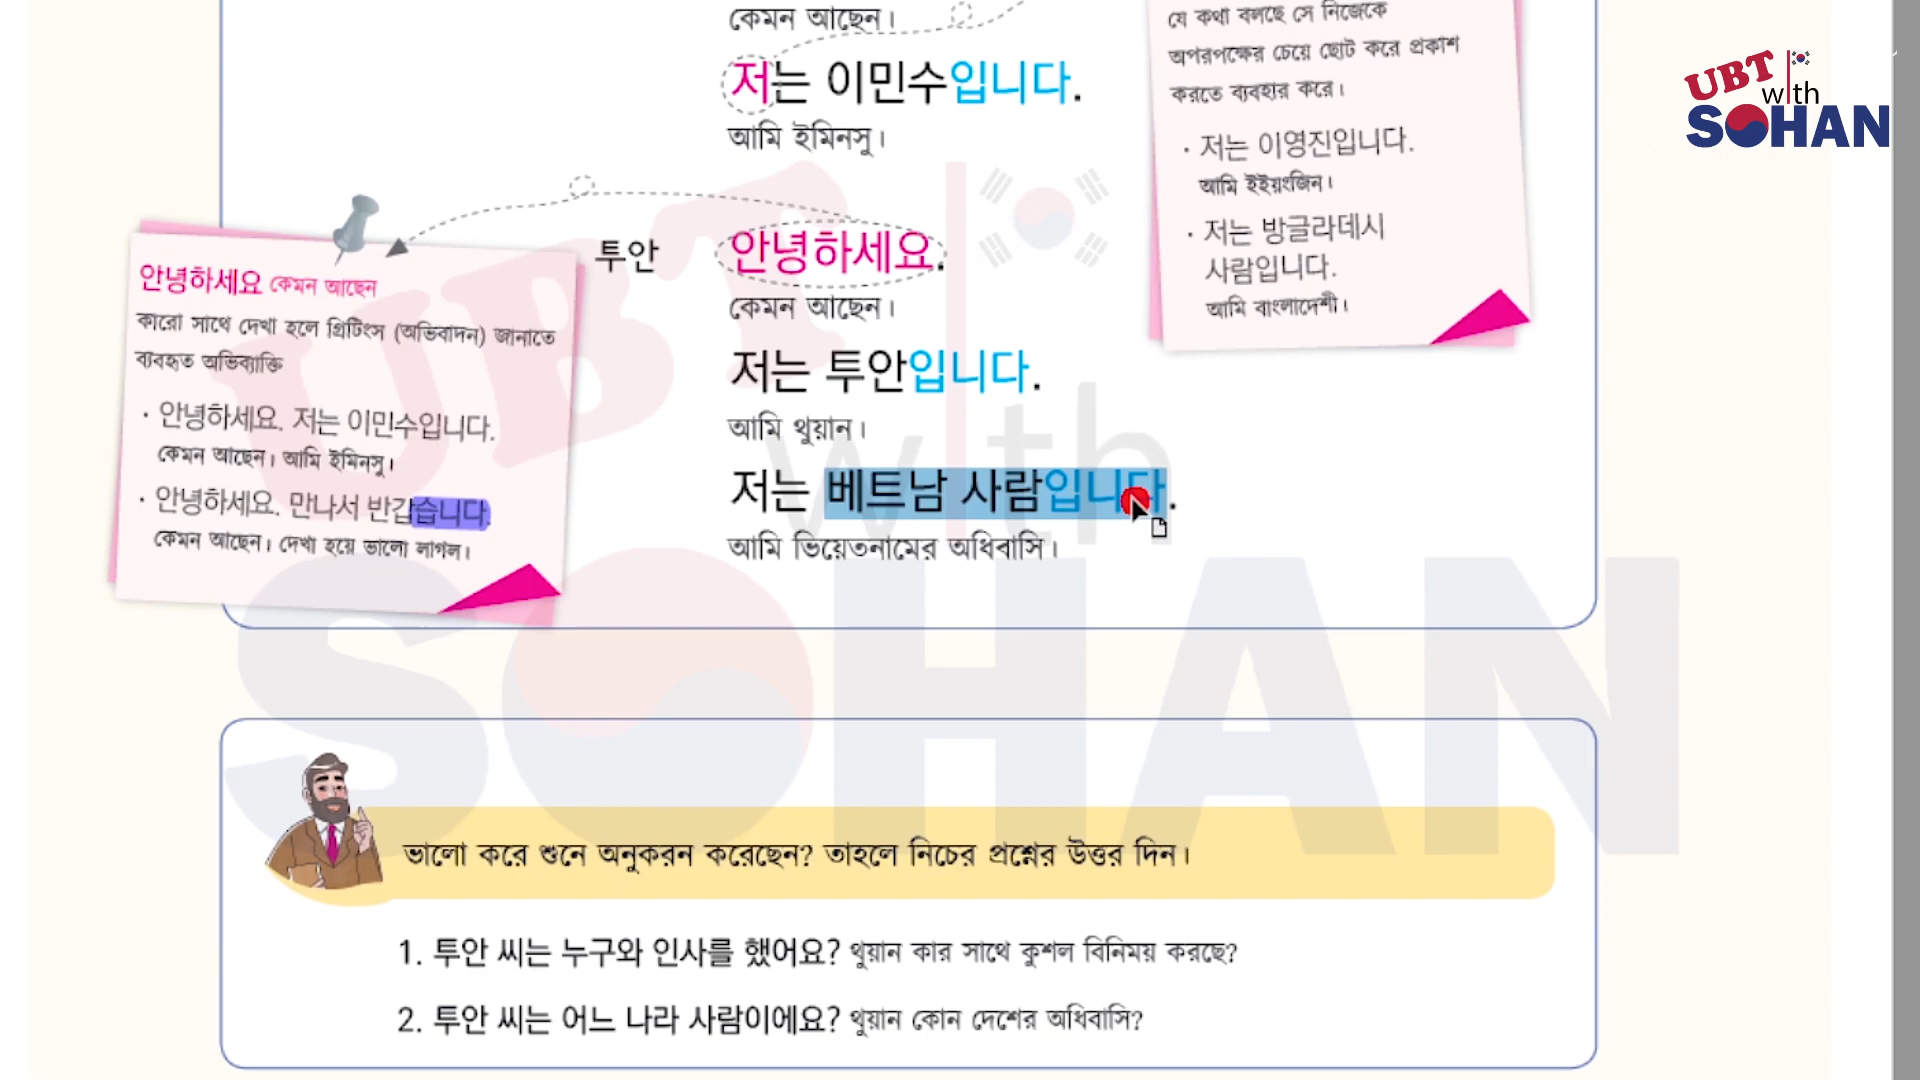 কেমন আছেন।
저는 이민수입니다.
আমি ইমিনসু।
যে কথা বলছে সে নিজেকে
অপরপক্ষের চেয়ে ছোট করে প্রকাশ
করতে ব্যবহার করে।
· 저는 이영진입니다.
আমি ইইয়ংজিন।
· 저는 방글라데시
사람입니다.
আমি বাংলাদেশী।
UBT
with
SOHAN
안녕하세요 কেমন আছেন
কারো সাথে দেখা হলে গ্রিটিংস (অভিবাদন) জানাতে
ব্যবহৃত অভিব্যাক্তি
· 안녕하세요. 저는 이민수입니다.
কেমন আছেন। আমি ইমিনসু।
· 안녕하세요. 만나서 반갑습니다.
কেমন আছেন। দেখা হয়ে ভালো লাগল।
투안 안녕하세요.
কেমন আছেন।
저는 투안입니다.
আমি থুয়ান।
저는 베트남 사람입니다.
আমি ভিয়েতনামের অধিবাসি।
UBT
with
SOHAN
ভালো করে শুনে অনুকরন করেছেন? তাহলে নিচের প্রশ্নের উত্তর দিন।
1. 투안 씨는 누구와 인사를 했어요? থুয়ান কার সাথে কুশল বিনিময় করছে?
2. 투안 씨는 어느 나라 사람이에요? থুয়ান কোন দেশের অধিবাসি?